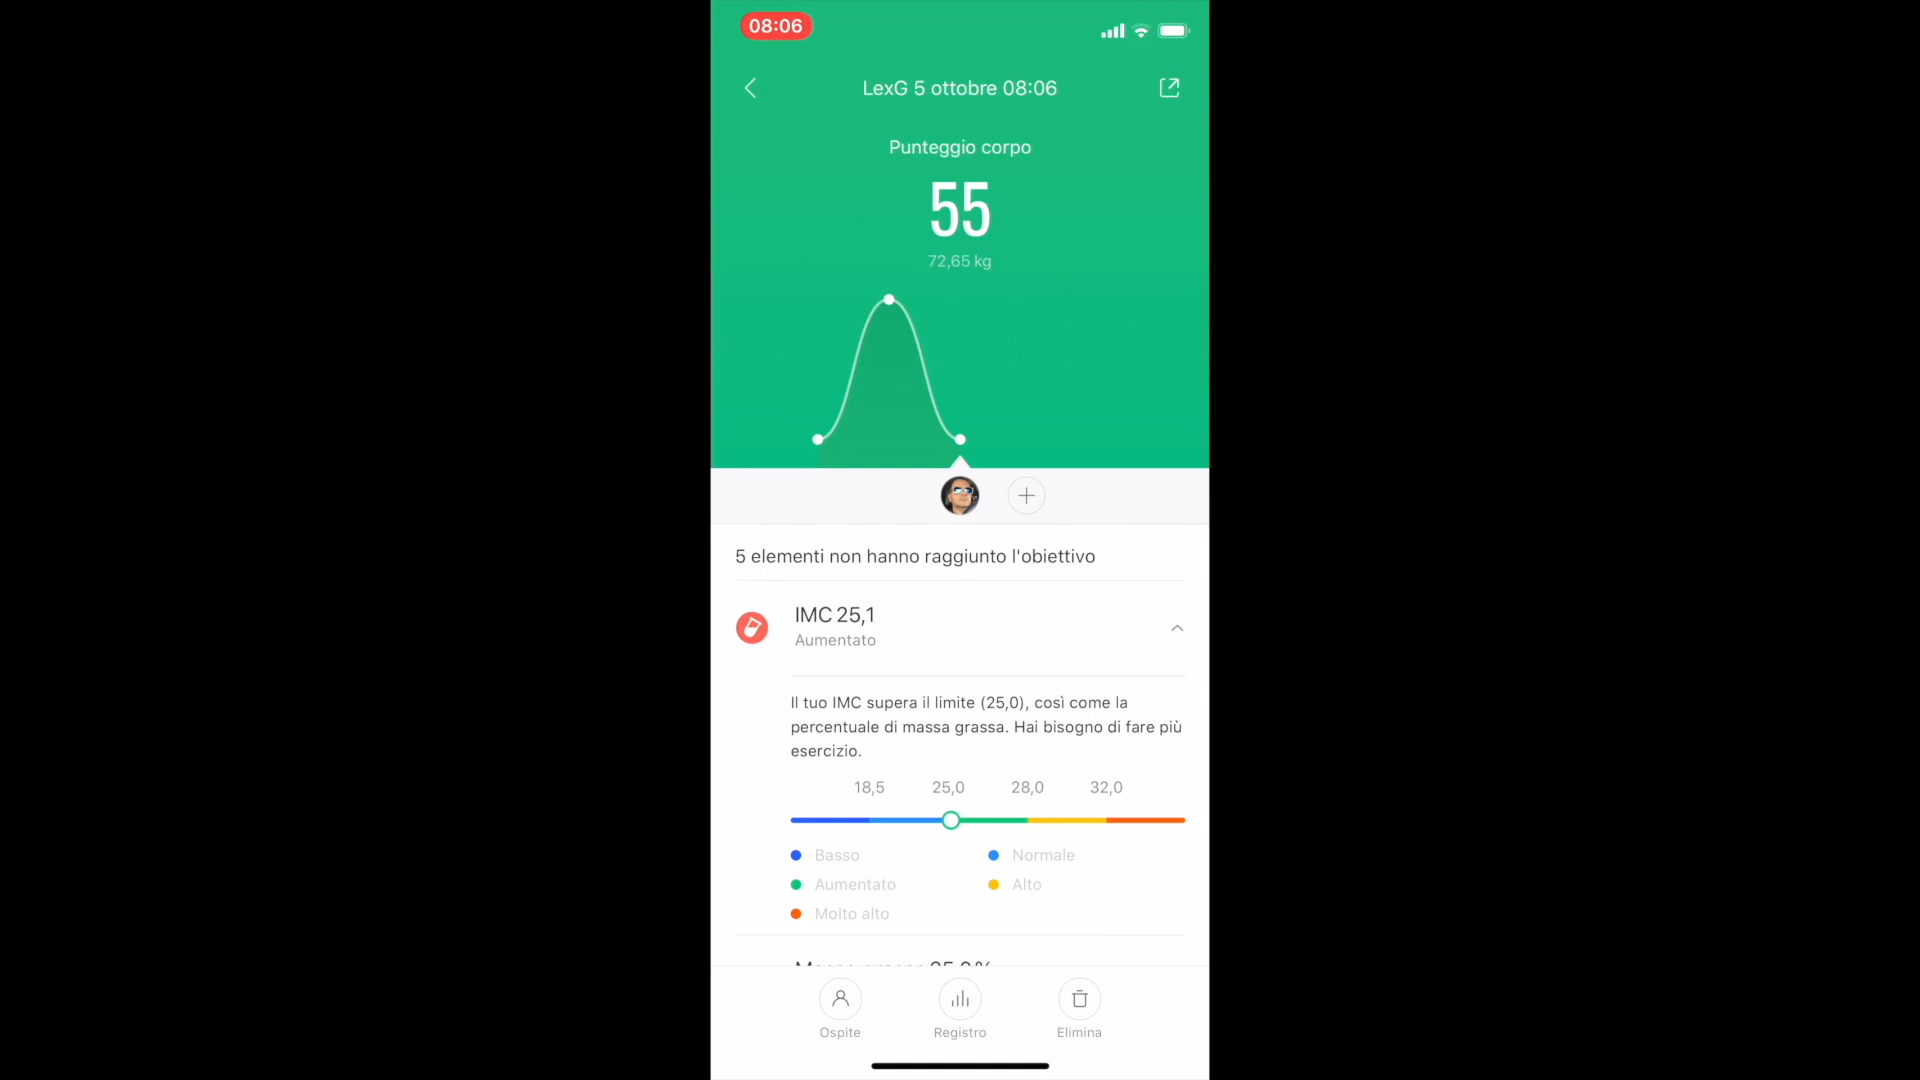 08:06
LexG 5 ottobre 08:06
Punteggio corpo
55
72,65 kg
5 elementi non hanno raggiunto l'obiettivo
IMC 25,1
Aumentato
Il tuo IMC supera il limite (25,0), così come la
percentuale di massa grassa. Hai bisogno di fare più
esercizio.
18,5 25,0 28,0 32,0
Basso Normale
Aumentato Alto
Molto alto
Ospite Registro Elimina